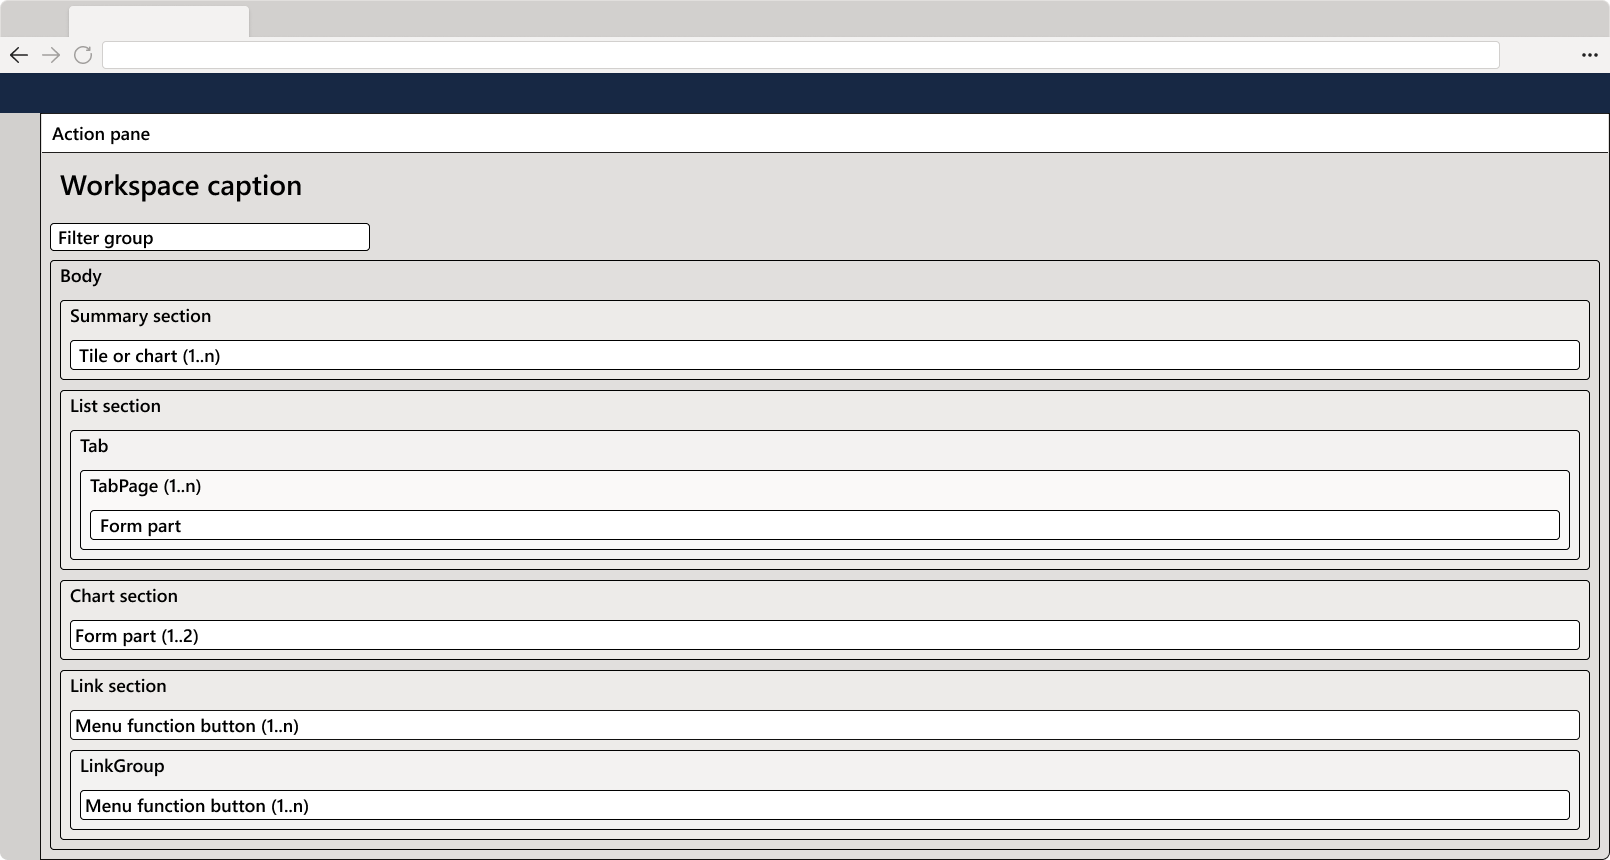 Action pane
Workspace caption
Filter group
Body
Summary section
Tile or chart (1..n)
List section
Tab
TabPage (1..n)
Form part
Chart section
Form part (1..2)
Link section
Menu function button (1..n)
LinkGroup
Menu function button (1..n)